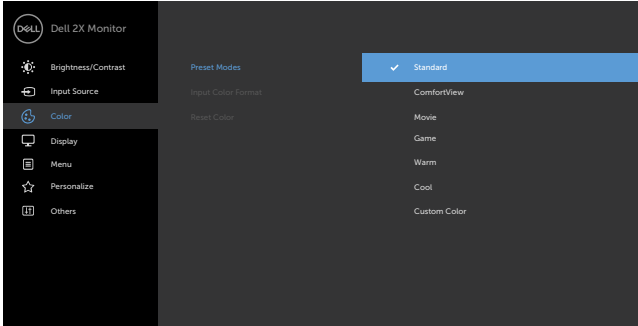 DELL Dell 2X Monitor
Brightness/Contrast
Input Source
Color
Display
Menu
Personalize
Others
Preset Modes
Input Color Format
Reset Color
Standard
ComfortView
Movie
Game
Warm
Cool
Custom Color